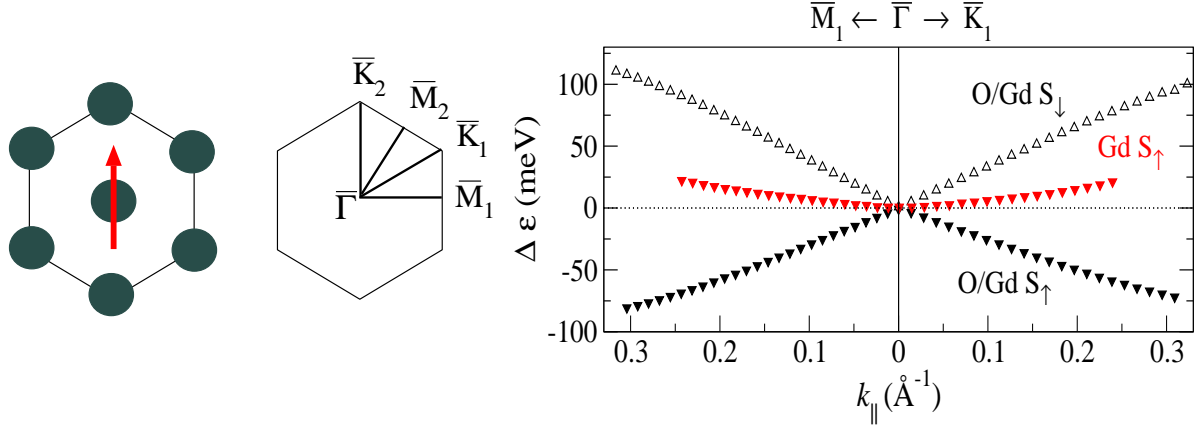 K̅₂
M̅₂
K̅₁
Γ̅
M̅₁
M̅₁ ← Γ̅ → K̅₁
Δ ε (meV)
100
50
0
-50
-100
O/Gd S↓
Gd S↑
O/Gd S↑
0.3 0.2 0.1 0 0.1 0.2 0.3
k∥ (Å⁻¹)